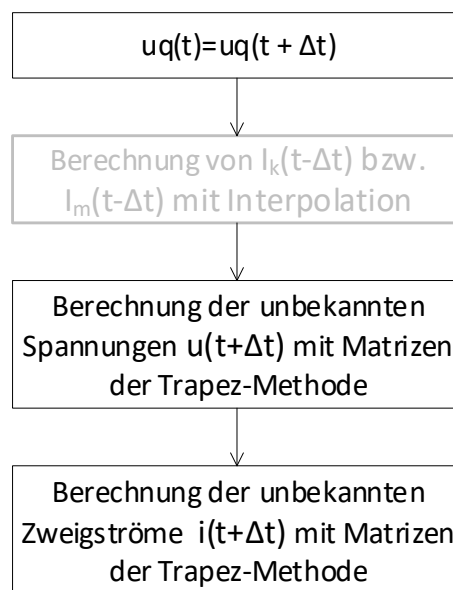 uq(t)=uq(t + Δt)
Berechnung von Iₖ(t-Δt) bzw.
Iₘ(t-Δt) mit Interpolation
Berechnung der unbekannten
Spannungen u(t+Δt) mit Matrizen
der Trapez-Methode
Berechnung der unbekannten
Zweigströme i(t+Δt) mit Matrizen
der Trapez-Methode